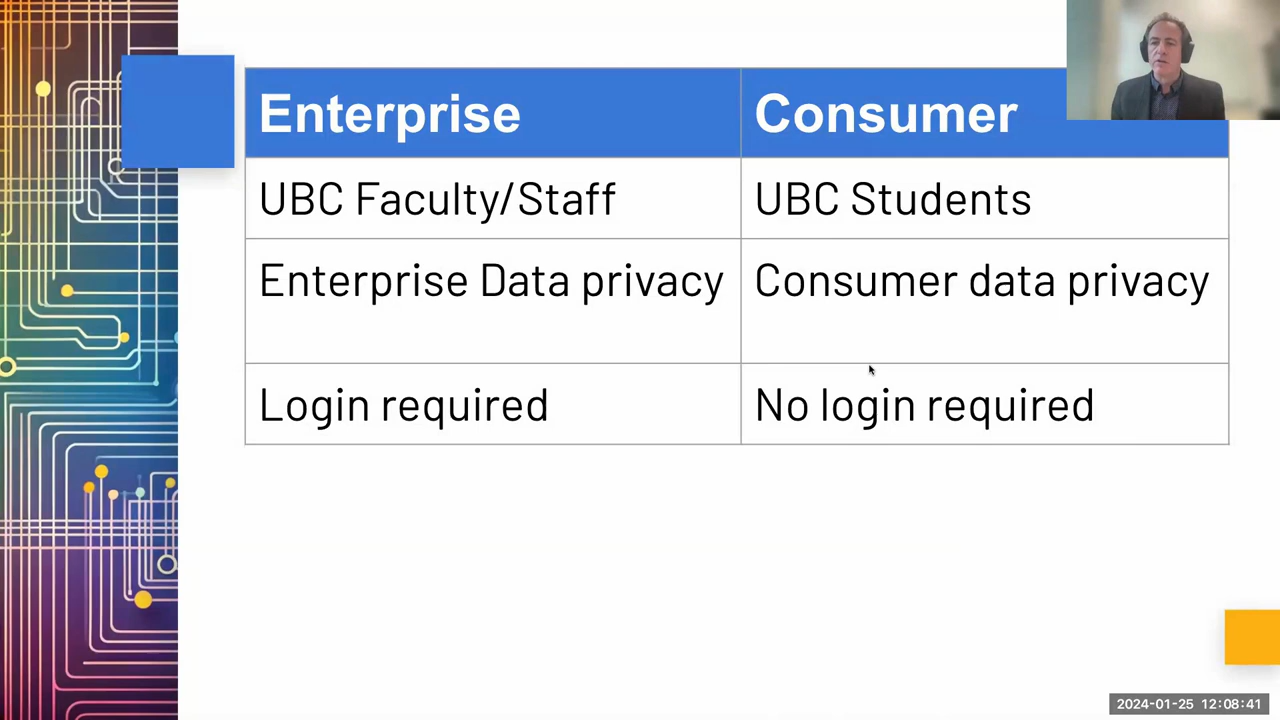 Enterprise Consumer
UBC Faculty/Staff UBC Students
Enterprise Data privacy Consumer data privacy
Login required No login required
2024-01-25 12:08:41